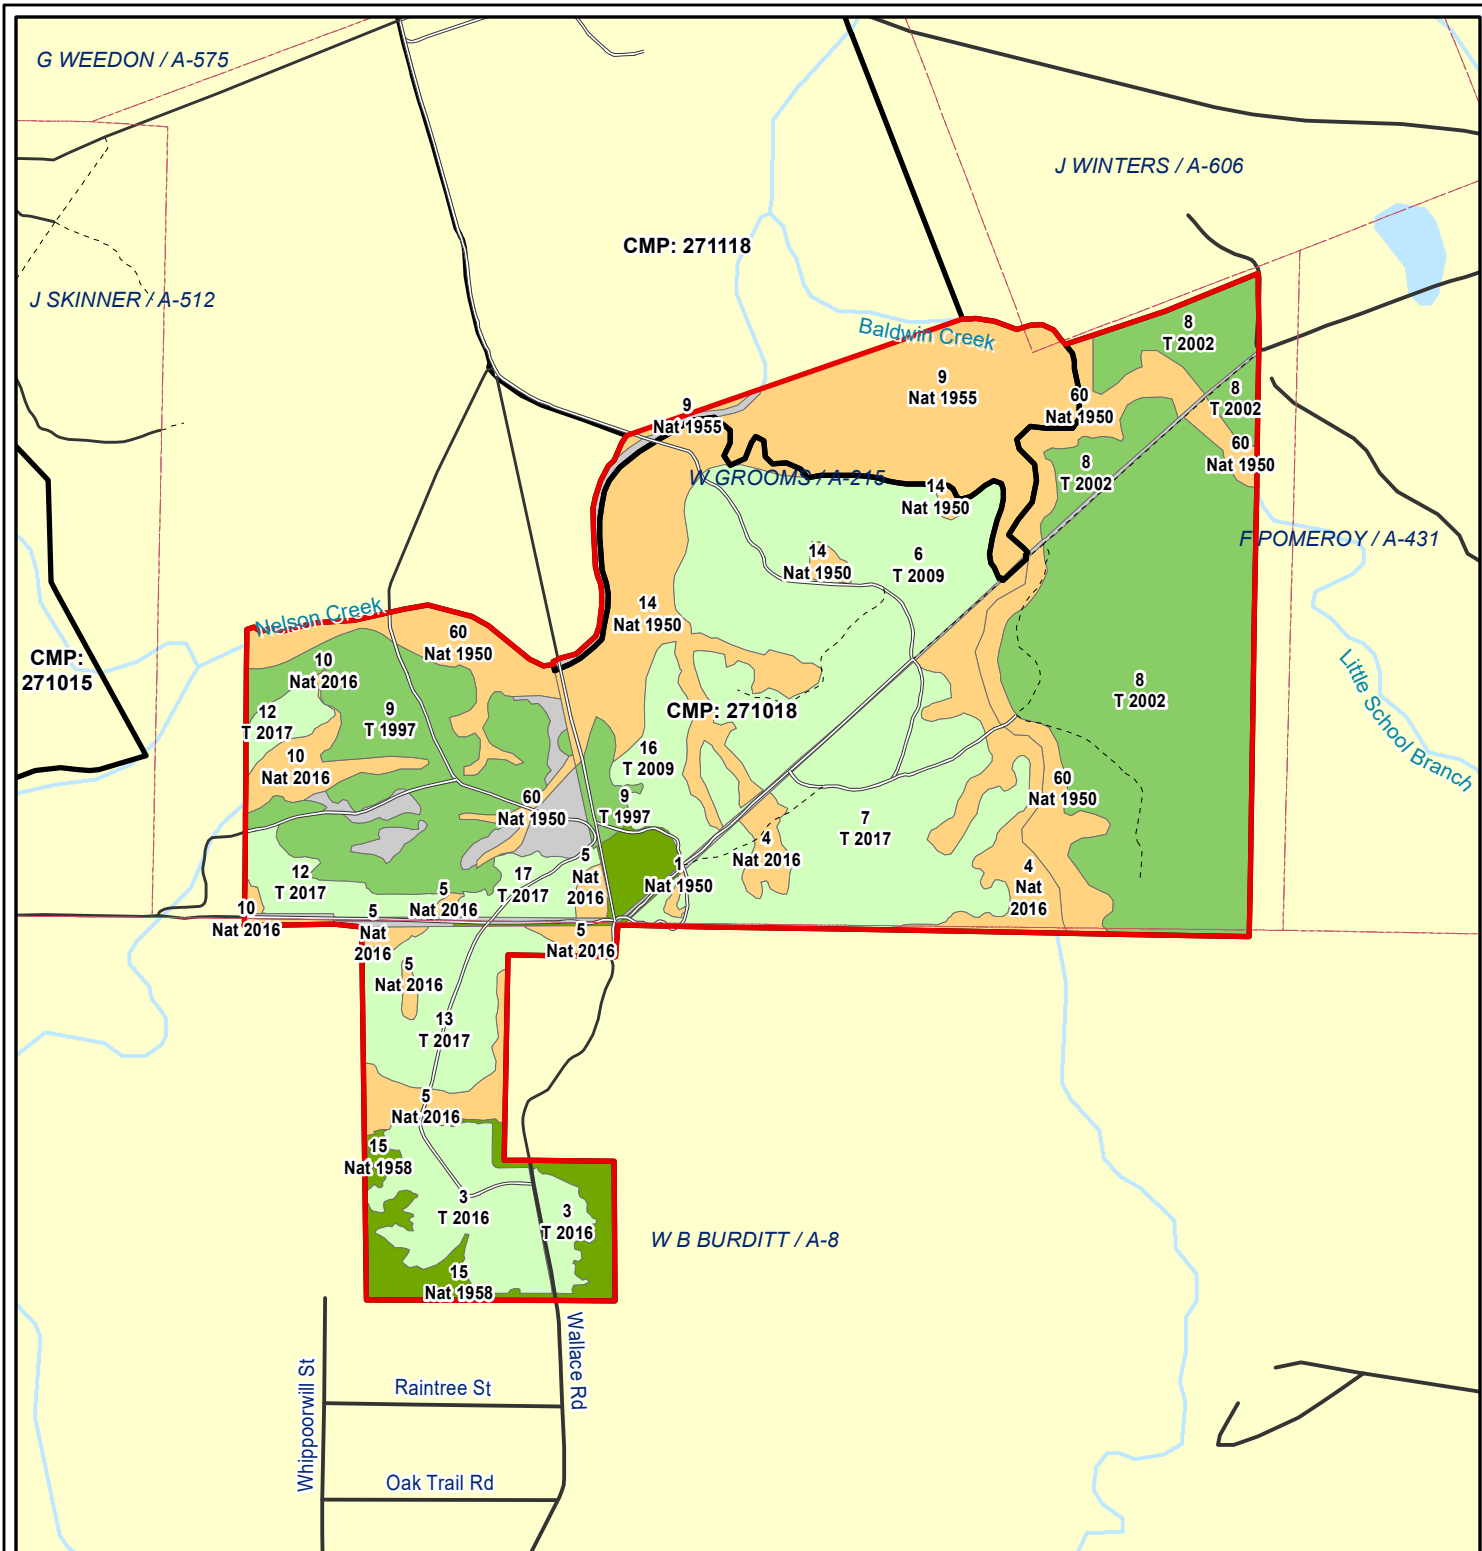 G WEEDON / A-575
J WINTERS / A-606
CMP: 271118
J SKINNER / A-512
Baldwin Creek
8
T 2002
9
Nat 1955
8
T 2002
60
Nat 1950
9
Nat 1955
60
Nat 1950
8
T 2002
W GROOMS / A-215
14
Nat 1950
F POMEROY / A-431
14
Nat 1950
6
T 2009
14
Nat 1950
Nelson Creek
60
Nat 1950
CMP:
271015
10
Nat 2016
Little School Branch
8
T 2002
12
T 2017
9
T 1997
CMP: 271018
10
Nat 2016
16
T 2009
60
Nat 1950
60
Nat 1950
9
T 1997
7
T 2017
4
Nat 2016
5
Nat
2016
1
Nat 1950
4
Nat
2016
12
T 2017
17
T 2017
5
Nat 2016
10
Nat 2016
5
Nat
2016
5
Nat 2016
5
Nat 2016
13
T 2017
5
Nat 2016
15
Nat 1958
3
T 2016
3
T 2016
W B BURDITT / A-8
15
Nat 1958
Wallace Rd
Whippoorwill St
Raintree St
Oak Trail Rd